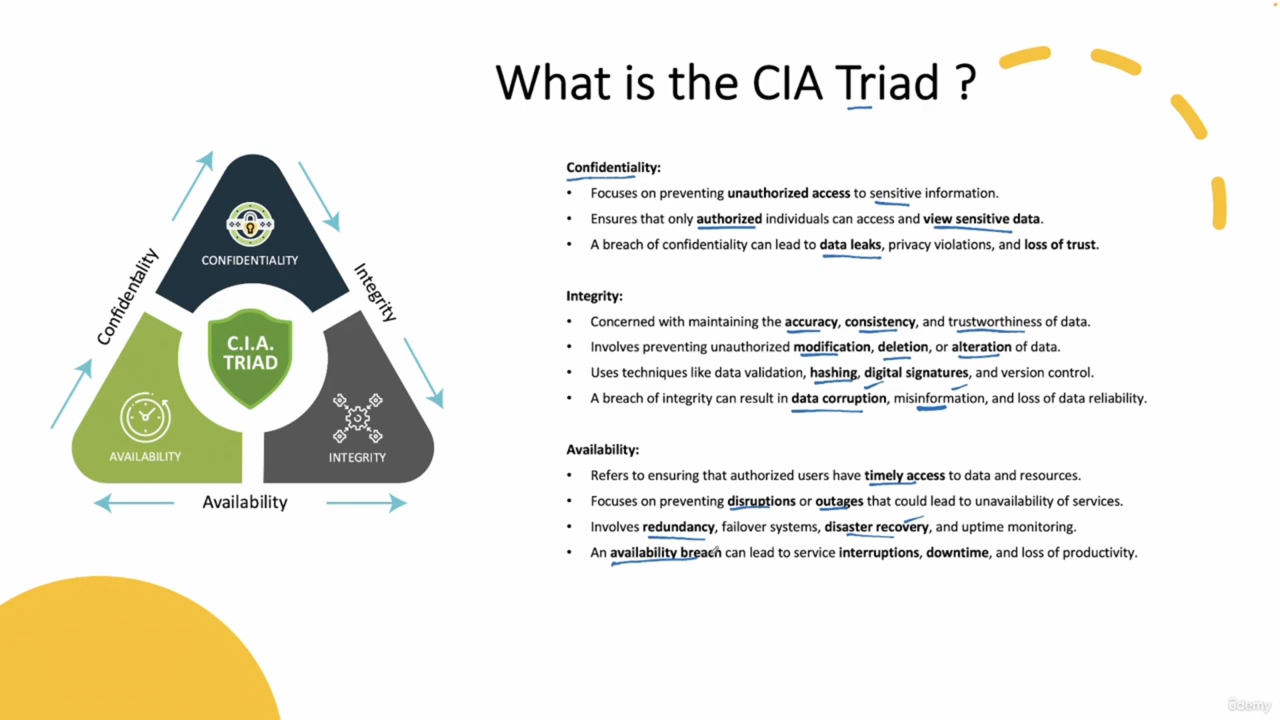 What is the CIA Triad ?
CONFIDENTIALITY
Confidentiality
Integrity
C.I.A.
TRIAD
AVAILABILITY
INTEGRITY
Availability
Confidentiality:
• Focuses on preventing unauthorized access to sensitive information.
• Ensures that only authorized individuals can access and view sensitive data.
• A breach of confidentiality can lead to data leaks, privacy violations, and loss of trust.
Integrity:
• Concerned with maintaining the accuracy, consistency, and trustworthiness of data.
• Involves preventing unauthorized modification, deletion, or alteration of data.
• Uses techniques like data validation, hashing, digital signatures, and version control.
• A breach of integrity can result in data corruption, misinformation, and loss of data reliability.
Availability:
• Refers to ensuring that authorized users have timely access to data and resources.
• Focuses on preventing disruptions or outages that could lead to unavailability of services.
• Involves redundancy, failover systems, disaster recovery, and uptime monitoring.
• An availability breach can lead to service interruptions, downtime, and loss of productivity.
ûdemy